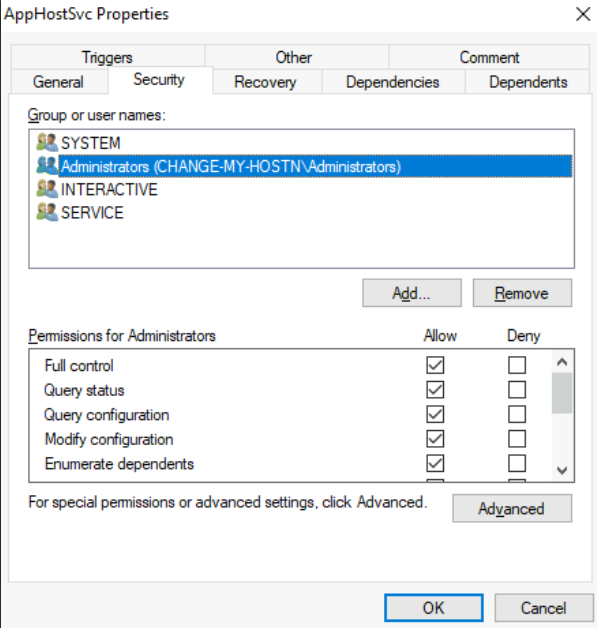 AppHostSvc Properties
Triggers Other Comment
General Security Recovery Dependencies Dependents
Group or user names:
SYSTEM
Administrators (CHANGE-MY-HOSTN\Administrators)
INTERACTIVE
SERVICE
Add... Remove
Permissions for Administrators Allow Deny
Full control
Query status
Query configuration
Modify configuration
Enumerate dependents
For special permissions or advanced settings, click Advanced.
Advanced
OK Cancel